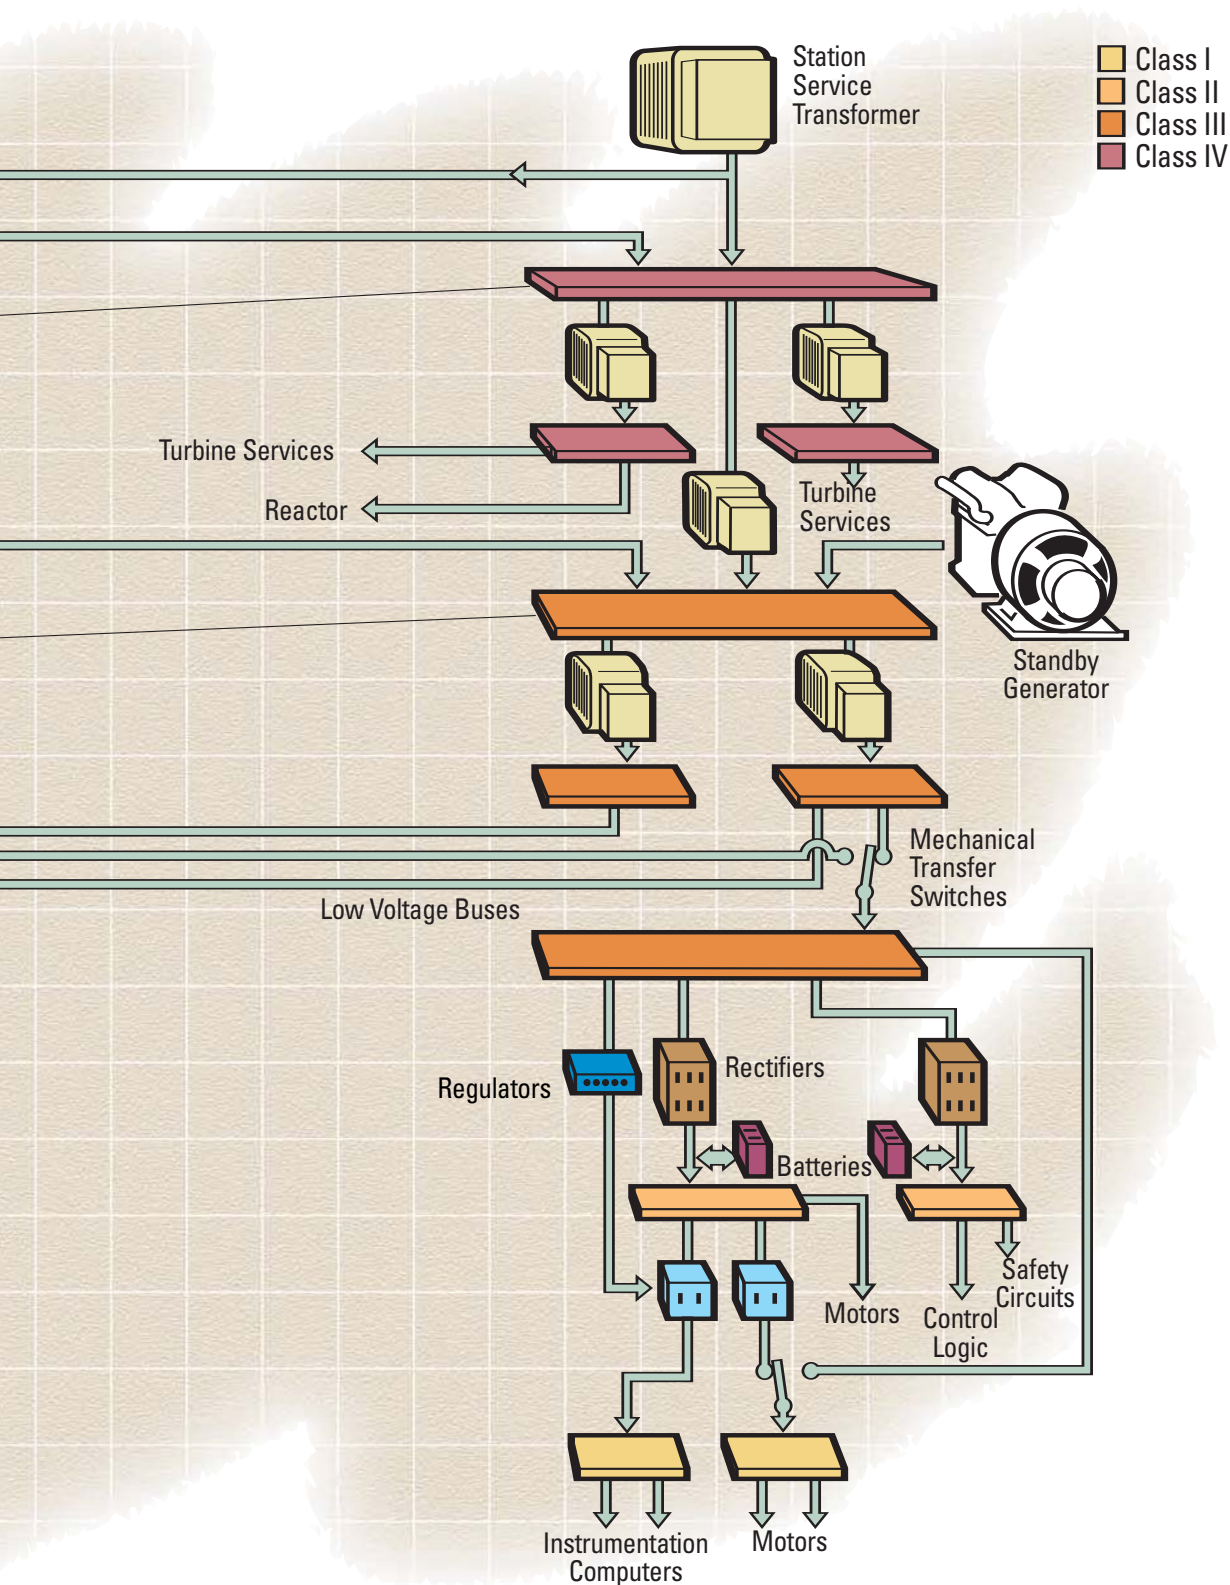 Station
Service
Transformer
Class I
Class II
Class III
Class IV
Turbine Services
Reactor
Turbine
Services
Standby
Generator
Mechanical
Transfer
Switches
Low Voltage Buses
Regulators
Rectifiers
Batteries
Motors
Control
Logic
Safety
Circuits
Instrumentation
Computers
Motors